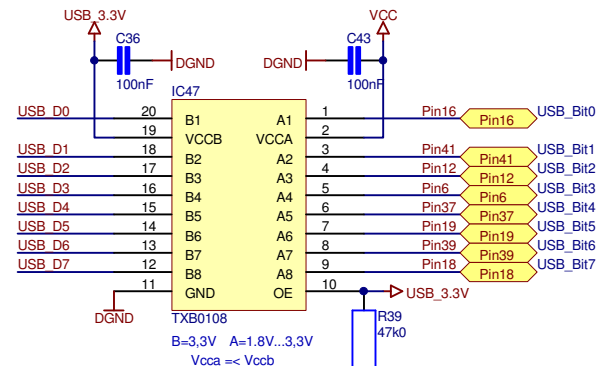 USB_3.3V VCC
C36 C43
DGND DGND
100nF 100nF
IC47
USB_D0 20 B1 A1 1 Pin16 Pin16 USB_Bit0
19 VCCB VCCA 2
USB_D1 18 B2 A2 3 Pin41 Pin41 USB_Bit1
USB_D2 17 B3 A3 4 Pin12 Pin12 USB_Bit2
USB_D3 16 B4 A4 5 Pin6 Pin6 USB_Bit3
USB_D4 15 B5 A5 6 Pin37 Pin37 USB_Bit4
USB_D5 14 B6 A6 7 Pin19 Pin19 USB_Bit5
USB_D6 13 B7 A7 8 Pin39 Pin39 USB_Bit6
USB_D7 12 B8 A8 9 Pin18 Pin18 USB_Bit7
11 GND OE 10 USB_3.3V
DGND TXB0108 R39
B=3,3V A=1.8V...3,3V 47k0
Vcca =< Vccb